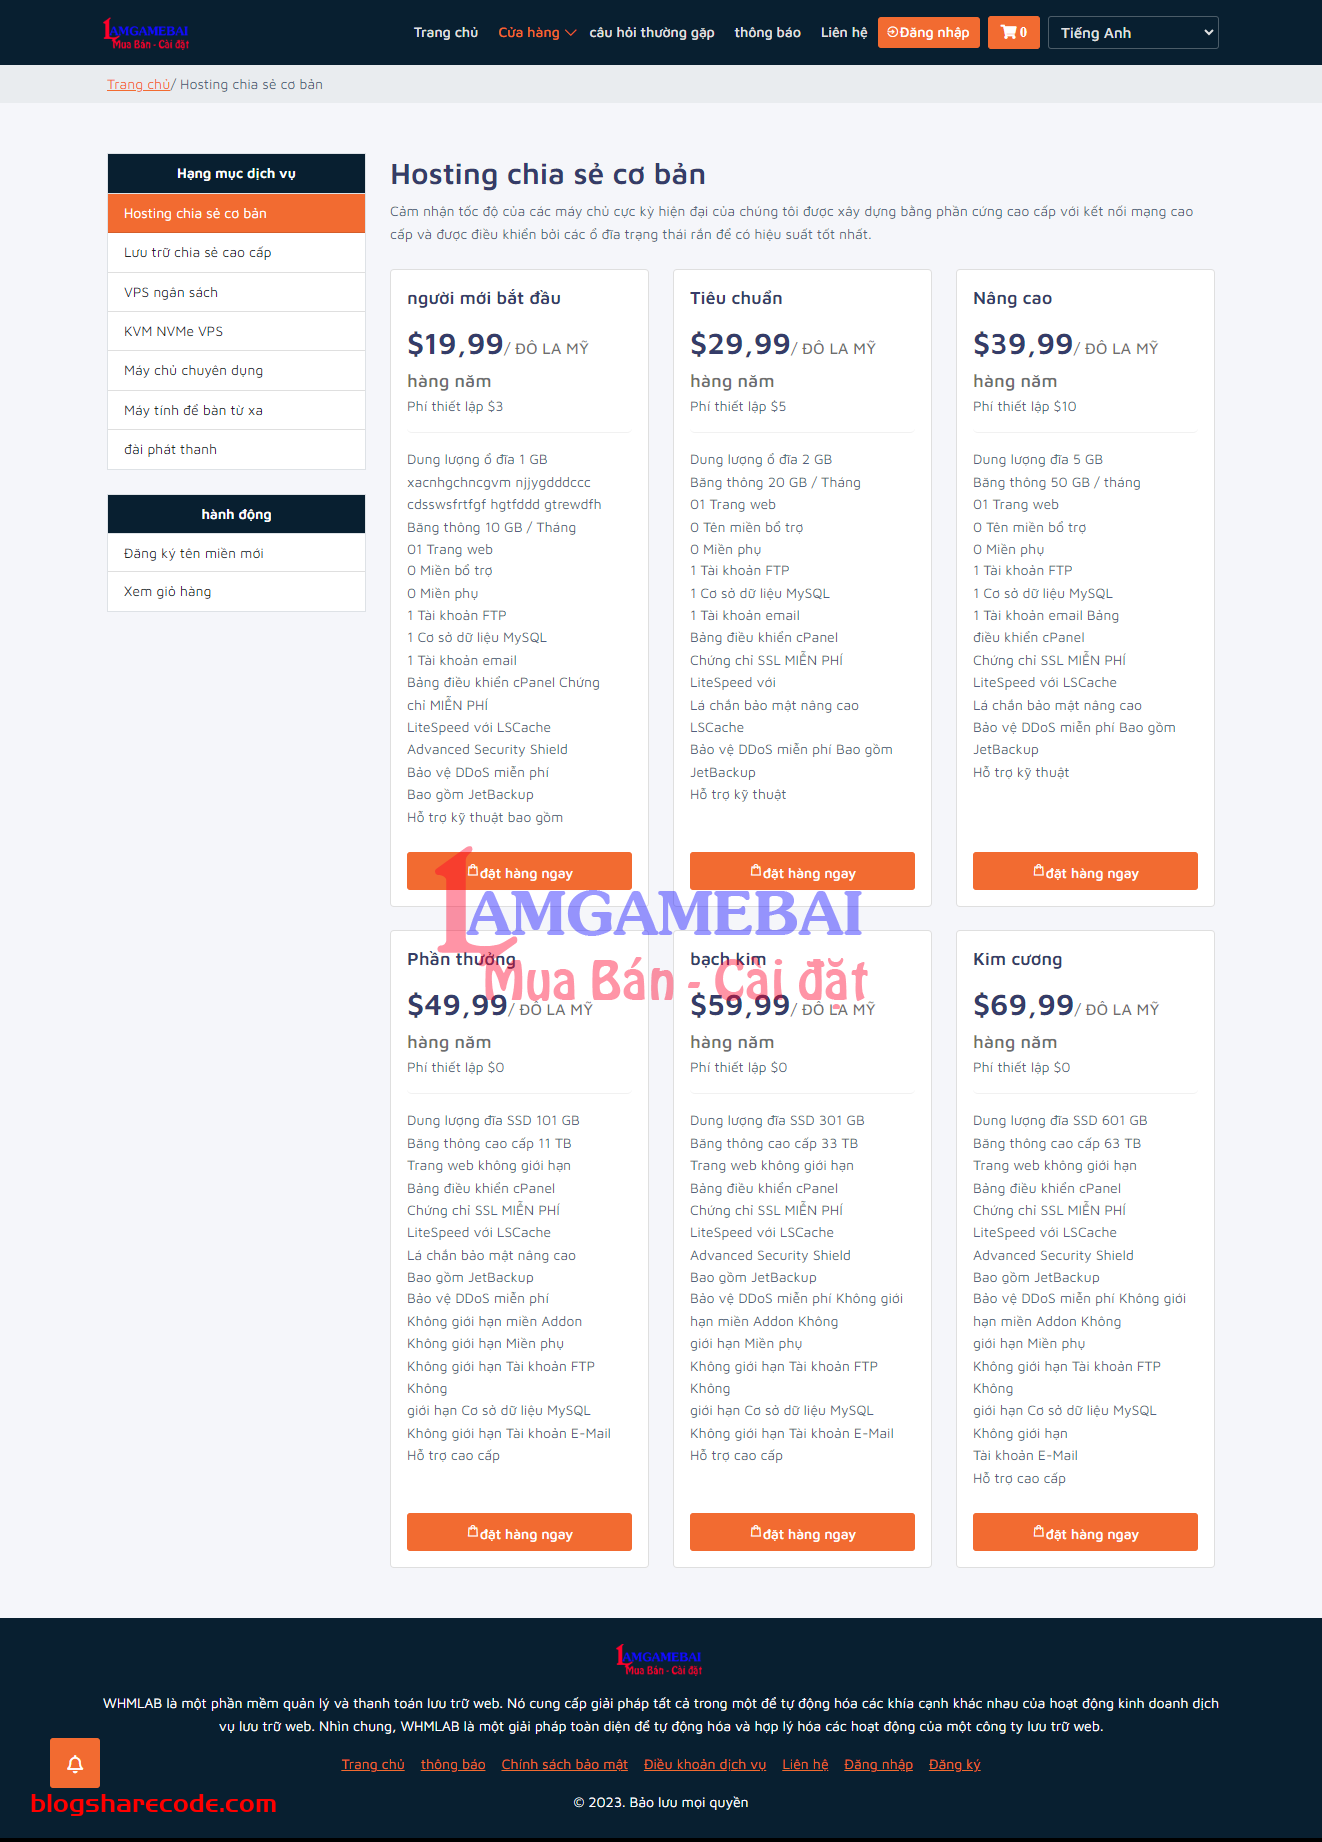 LAMGAMEBAI
Mua Bán - Cài đặt
Trang chủ
Cửa hàng
câu hỏi thường gặp
thông báo
Liên hệ
Đăng nhập
0
Tiếng Anh
Trang chủ/ Hosting chia sẻ cơ bản
Hạng mục dịch vụ
Hosting chia sẻ cơ bản
Lưu trữ chia sẻ cao cấp
VPS ngân sách
KVM NVMe VPS
Máy chủ chuyên dụng
Máy tính để bàn từ xa
đài phát thanh
hành động
Đăng ký tên miền mới
Xem giỏ hàng
Hosting chia sẻ cơ bản
Cảm nhận tốc độ của các máy chủ cực kỳ hiện đại của chúng tôi được xây dựng bằng phần cứng cao cấp với kết nối mạng cao
cấp và được điều khiển bởi các ổ đĩa trạng thái rắn để có hiệu suất tốt nhất.
người mới bắt đầu
$19,99/ ĐÔ LA MỸ
hàng năm
Phí thiết lập $3
Dung lượng ổ đĩa 1 GB
xacnhgchncgvm njjygdddccc
cdsswsfrtfgf hgtfddd gtrewdfh
Băng thông 10 GB / Tháng
01 Trang web
0 Miền bổ trợ
0 Miền phụ
1 Tài khoản FTP
1 Cơ sở dữ liệu MySQL
1 Tài khoản email
Bảng điều khiển cPanel Chứng
chỉ MIỄN PHÍ
LiteSpeed với LSCache
Advanced Security Shield
Bảo vệ DDoS miễn phí
Bao gồm JetBackup
Hỗ trợ kỹ thuật bao gồm
đặt hàng ngay
Tiêu chuẩn
$29,99/ ĐÔ LA MỸ
hàng năm
Phí thiết lập $5
Dung lượng ổ đĩa 2 GB
Băng thông 20 GB / Tháng
01 Trang web
0 Tên miền bổ trợ
0 Miền phụ
1 Tài khoản FTP
1 Cơ sở dữ liệu MySQL
1 Tài khoản email
Bảng điều khiển cPanel
Chứng chỉ SSL MIỄN PHÍ
LiteSpeed với
Lá chắn bảo mật nâng cao
LSCache
Bảo vệ DDoS miễn phí Bao gồm
JetBackup
Hỗ trợ kỹ thuật
đặt hàng ngay
Nâng cao
$39,99/ ĐÔ LA MỸ
hàng năm
Phí thiết lập $10
Dung lượng đĩa 5 GB
Băng thông 50 GB / tháng
01 Trang web
0 Tên miền bổ trợ
0 Miền phụ
1 Tài khoản FTP
1 Cơ sở dữ liệu MySQL
1 Tài khoản email Bảng
điều khiển cPanel
Chứng chỉ SSL MIỄN PHÍ
LiteSpeed với LSCache
Lá chắn bảo mật nâng cao
Bảo vệ DDoS miễn phí Bao gồm
JetBackup
Hỗ trợ kỹ thuật
đặt hàng ngay
LAMGAMEBAI
Mua Bán - Cài đặt
Phần thưởng
$49,99/ ĐÔ LA MỸ
hàng năm
Phí thiết lập $0
Dung lượng đĩa SSD 101 GB
Băng thông cao cấp 11 TB
Trang web không giới hạn
Bảng điều khiển cPanel
Chứng chỉ SSL MIỄN PHÍ
LiteSpeed với LSCache
Lá chắn bảo mật nâng cao
Bao gồm JetBackup
Bảo vệ DDoS miễn phí
Không giới hạn miền Addon
Không giới hạn Miền phụ
Không giới hạn Tài khoản FTP
Không
giới hạn Cơ sở dữ liệu MySQL
Không giới hạn Tài khoản E-Mail
Hỗ trợ cao cấp
đặt hàng ngay
bạch kim
$59,99/ ĐÔ LA MỸ
hàng năm
Phí thiết lập $0
Dung lượng đĩa SSD 301 GB
Băng thông cao cấp 33 TB
Trang web không giới hạn
Bảng điều khiển cPanel
Chứng chỉ SSL MIỄN PHÍ
LiteSpeed với LSCache
Advanced Security Shield
Bao gồm JetBackup
Bảo vệ DDoS miễn phí Không giới
hạn miền Addon Không
giới hạn Miền phụ
Không giới hạn Tài khoản FTP
Không
giới hạn Cơ sở dữ liệu MySQL
Không giới hạn Tài khoản E-Mail
Hỗ trợ cao cấp
đặt hàng ngay
Kim cương
$69,99/ ĐÔ LA MỸ
hàng năm
Phí thiết lập $0
Dung lượng đĩa SSD 601 GB
Băng thông cao cấp 63 TB
Trang web không giới hạn
Bảng điều khiển cPanel
Chứng chỉ SSL MIỄN PHÍ
LiteSpeed với LSCache
Advanced Security Shield
Bao gồm JetBackup
Bảo vệ DDoS miễn phí Không giới
hạn miền Addon Không
giới hạn Miền phụ
Không giới hạn Tài khoản FTP
Không
giới hạn Cơ sở dữ liệu MySQL
Không giới hạn
Tài khoản E-Mail
Hỗ trợ cao cấp
đặt hàng ngay
LAMGAMEBAI
Mua Bán - Cài đặt
WHMLAB là một phần mềm quản lý và thanh toán lưu trữ web. Nó cung cấp giải pháp tất cả trong một để tự động hóa các khía cạnh khác nhau của hoạt động kinh doanh dịch
vụ lưu trữ web. Nhìn chung, WHMLAB là một giải pháp toàn diện để tự động hóa và hợp lý hóa các hoạt động của một công ty lưu trữ web.
Trang chủ
thông báo
Chính sách bảo mật
Điều khoản dịch vụ
Liên hệ
Đăng nhập
Đăng ký
blogsharecode.com
© 2023. Bảo lưu mọi quyền